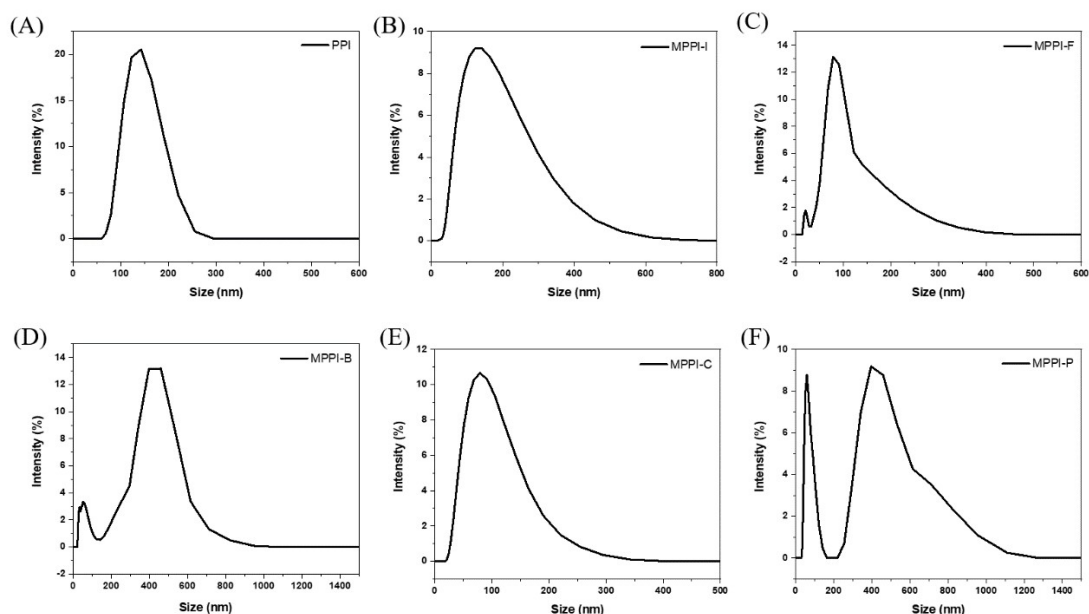 (A)
PPI
Intensity (%)
20
15
10
5
0
0 100 200 300 400 500 600
Size (nm)
(B)
MPPI-I
Intensity (%)
10
8
6
4
2
0
0 200 400 600 800
Size (nm)
(C)
MPPI-F
Intensity (%)
14
12
10
8
6
4
2
0
-2
0 100 200 300 400 500 600
Size (nm)
(D)
MPPI-B
Intensity (%)
14
12
10
8
6
4
2
0
-2
0 200 400 600 800 1000 1200 1400
Size (nm)
(E)
MPPI-C
Intensity (%)
12
10
8
6
4
2
0
0 100 200 300 400 500
Size (nm)
(F)
MPPI-P
Intensity (%)
10
8
6
4
2
0
0 200 400 600 800 1000 1200 1400
Size (nm)